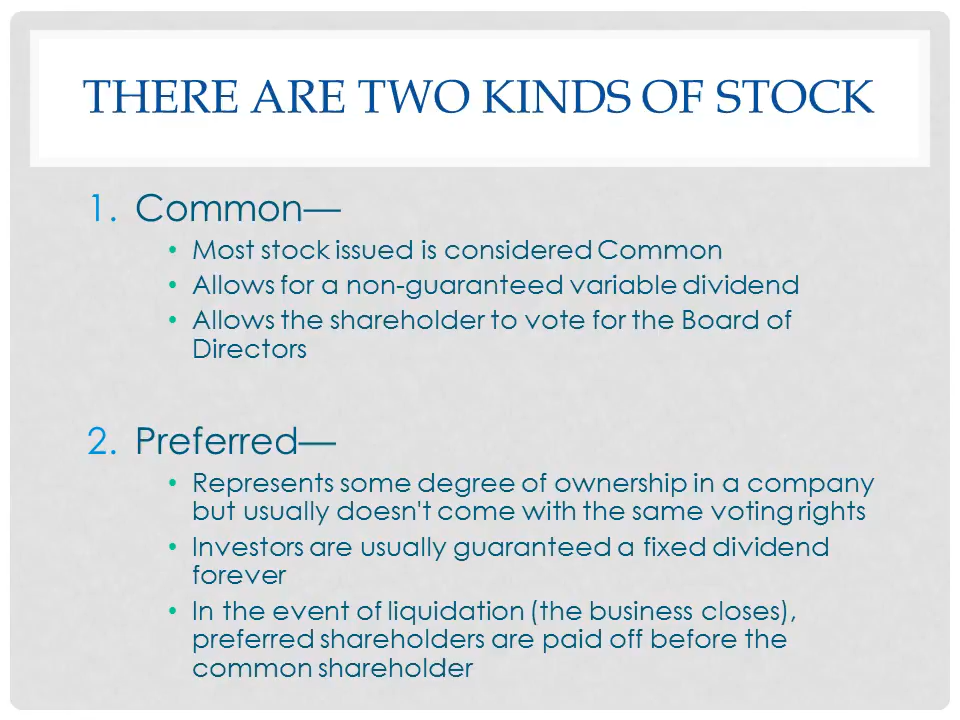 THERE ARE TWO KINDS OF STOCK
1. Common—
• Most stock issued is considered Common
• Allows for a non-guaranteed variable dividend
• Allows the shareholder to vote for the Board of
Directors
2. Preferred—
• Represents some degree of ownership in a company
but usually doesn't come with the same voting rights
• Investors are usually guaranteed a fixed dividend
forever
• In the event of liquidation (the business closes),
preferred shareholders are paid off before the
common shareholder